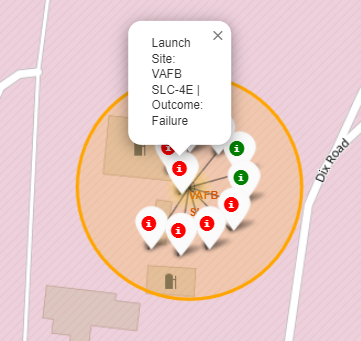 Launch
Site:
VAFB
SLC-4E |
Outcome:
Failure
×
Dix Road
VAFB